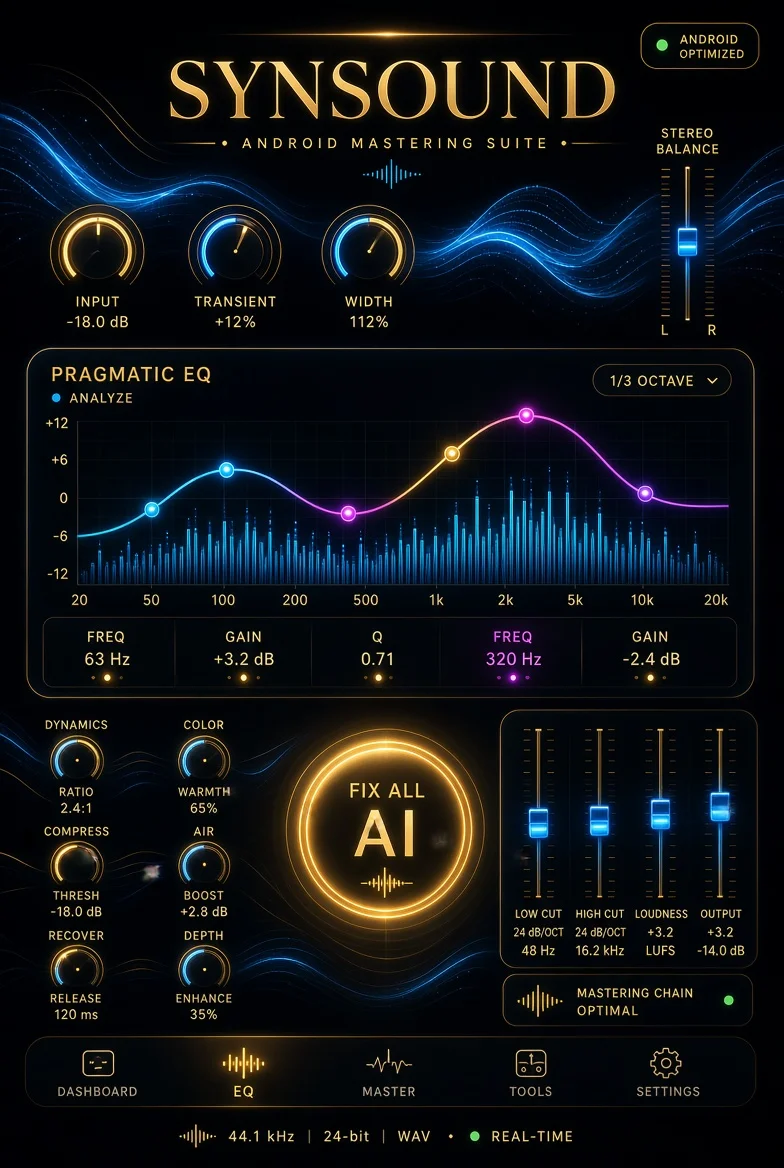 ANDROID
OPTIMIZED
SYNSOUND
ANDROID MASTERING SUITE
STEREO
BALANCE
L R
INPUT
-18.0 dB
TRANSIENT
+12%
WIDTH
112%
PRAGMATIC EQ
ANALYZE
1/3 OCTAVE
+12
+6
0
-6
-12
20 50 100 200 500 1k 2k 5k 10k 20k
FREQ
63 Hz
GAIN
+3.2 dB
Q
0.71
FREQ
320 Hz
GAIN
-2.4 dB
DYNAMICS
RATIO
2.4:1
COLOR
WARMTH
65%
COMPRESS
THRESH
-18.0 dB
AIR
BOOST
+2.8 dB
RECOVER
RELEASE
120 ms
DEPTH
ENHANCE
35%
FIX ALL
AI
LOW CUT
24 dB/OCT
48 Hz
HIGH CUT
24 dB/OCT
16.2 kHz
LOUDNESS
+3.2
LUFS
OUTPUT
+3.2
-14.0 dB
MASTERING CHAIN
OPTIMAL
DASHBOARD
EQ
MASTER
TOOLS
SETTINGS
44.1 kHz | 24-bit | WAV • REAL-TIME